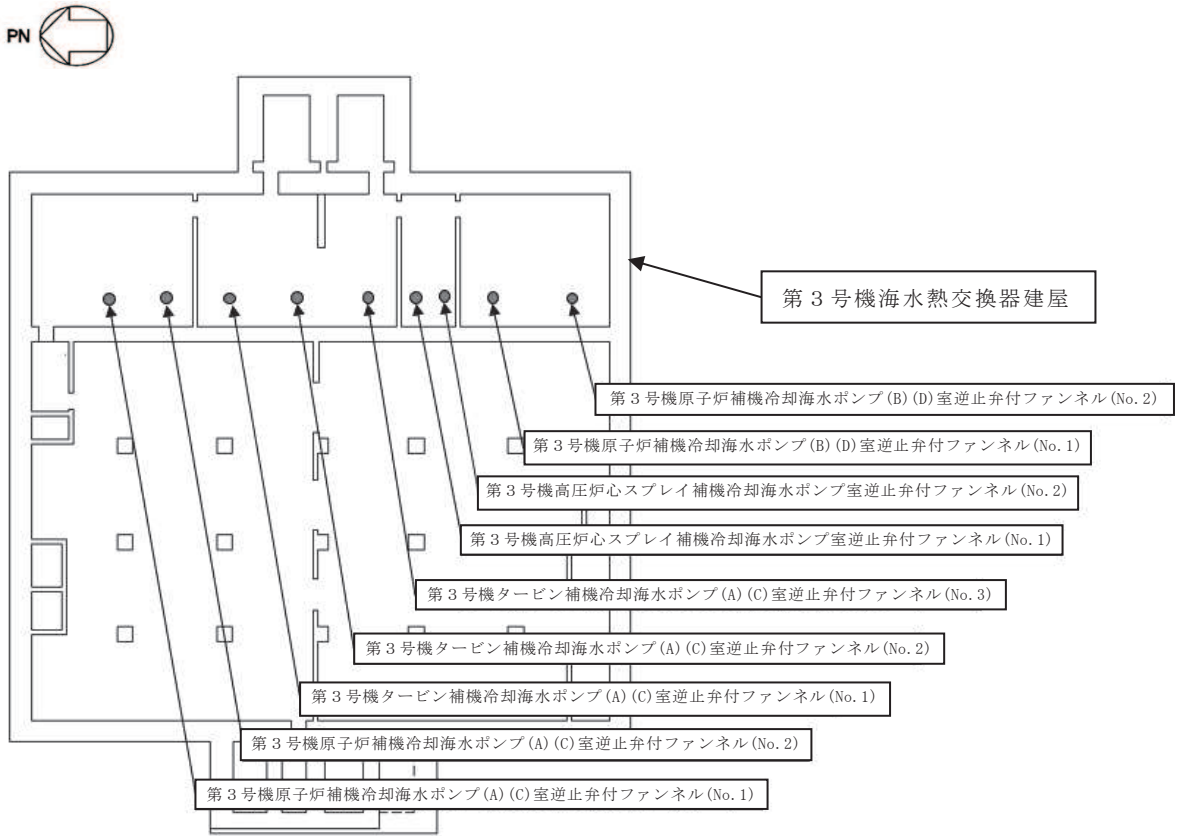 PN
第３号機海水熱交換器建屋
第３号機原子炉補機冷却海水ポンプ(B)(D)室逆止弁付ファンネル(No.2)
第３号機原子炉補機冷却海水ポンプ(B)(D)室逆止弁付ファンネル(No.1)
第３号機高圧炉心スプレイ補機冷却海水ポンプ室逆止弁付ファンネル(No.2)
第３号機高圧炉心スプレイ補機冷却海水ポンプ室逆止弁付ファンネル(No.1)
第３号機タービン補機冷却海水ポンプ(A)(C)室逆止弁付ファンネル(No.3)
第３号機タービン補機冷却海水ポンプ(A)(C)室逆止弁付ファンネル(No.2)
第３号機タービン補機冷却海水ポンプ(A)(C)室逆止弁付ファンネル(No.1)
第３号機原子炉補機冷却海水ポンプ(A)(C)室逆止弁付ファンネル(No.2)
第３号機原子炉補機冷却海水ポンプ(A)(C)室逆止弁付ファンネル(No.1)